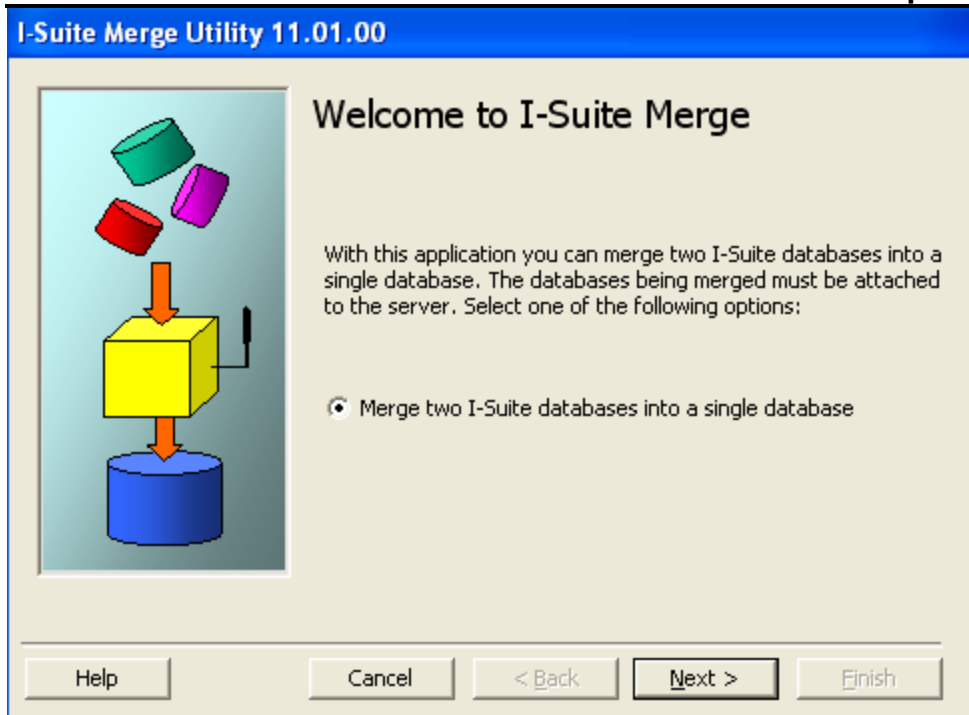 I-Suite Merge Utility 11.01.00
Welcome to I-Suite Merge
With this application you can merge two I-Suite databases into a
single database. The databases being merged must be attached
to the server. Select one of the following options:
Merge two I-Suite databases into a single database
Help
Cancel
< Back
Next >
Finish